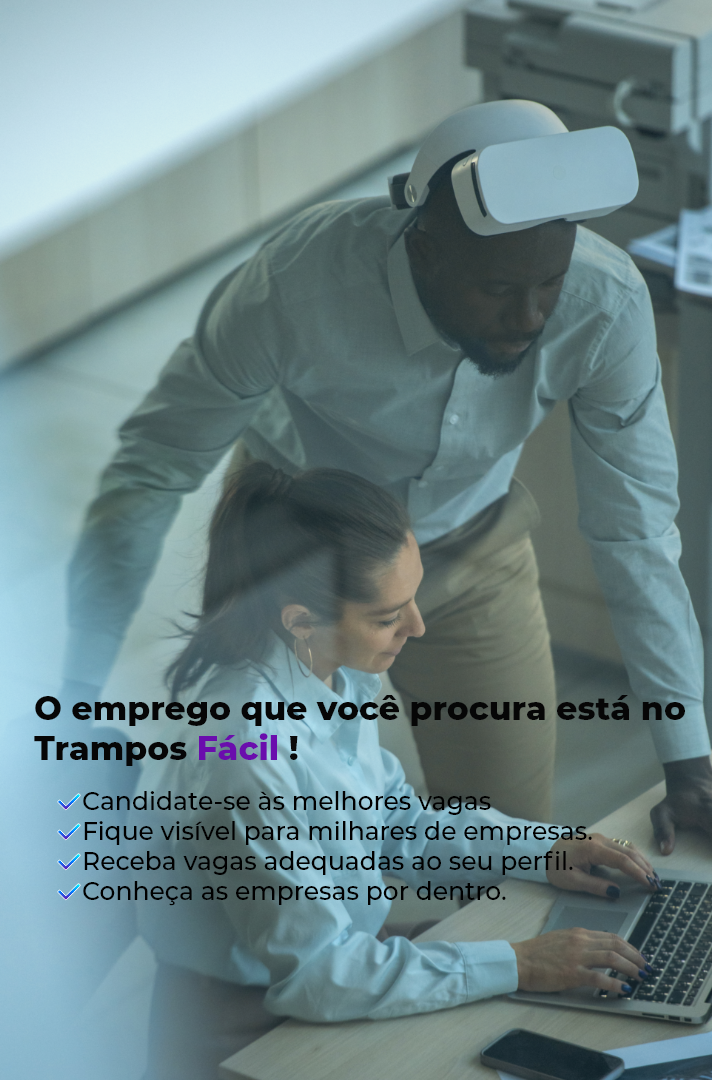 O emprego que você procura está no
Trampos Fácil !
Candidate-se às melhores vagas
Fique visível para milhares de empresas.
Receba vagas adequadas ao seu perfil.
Conheça as empresas por dentro.